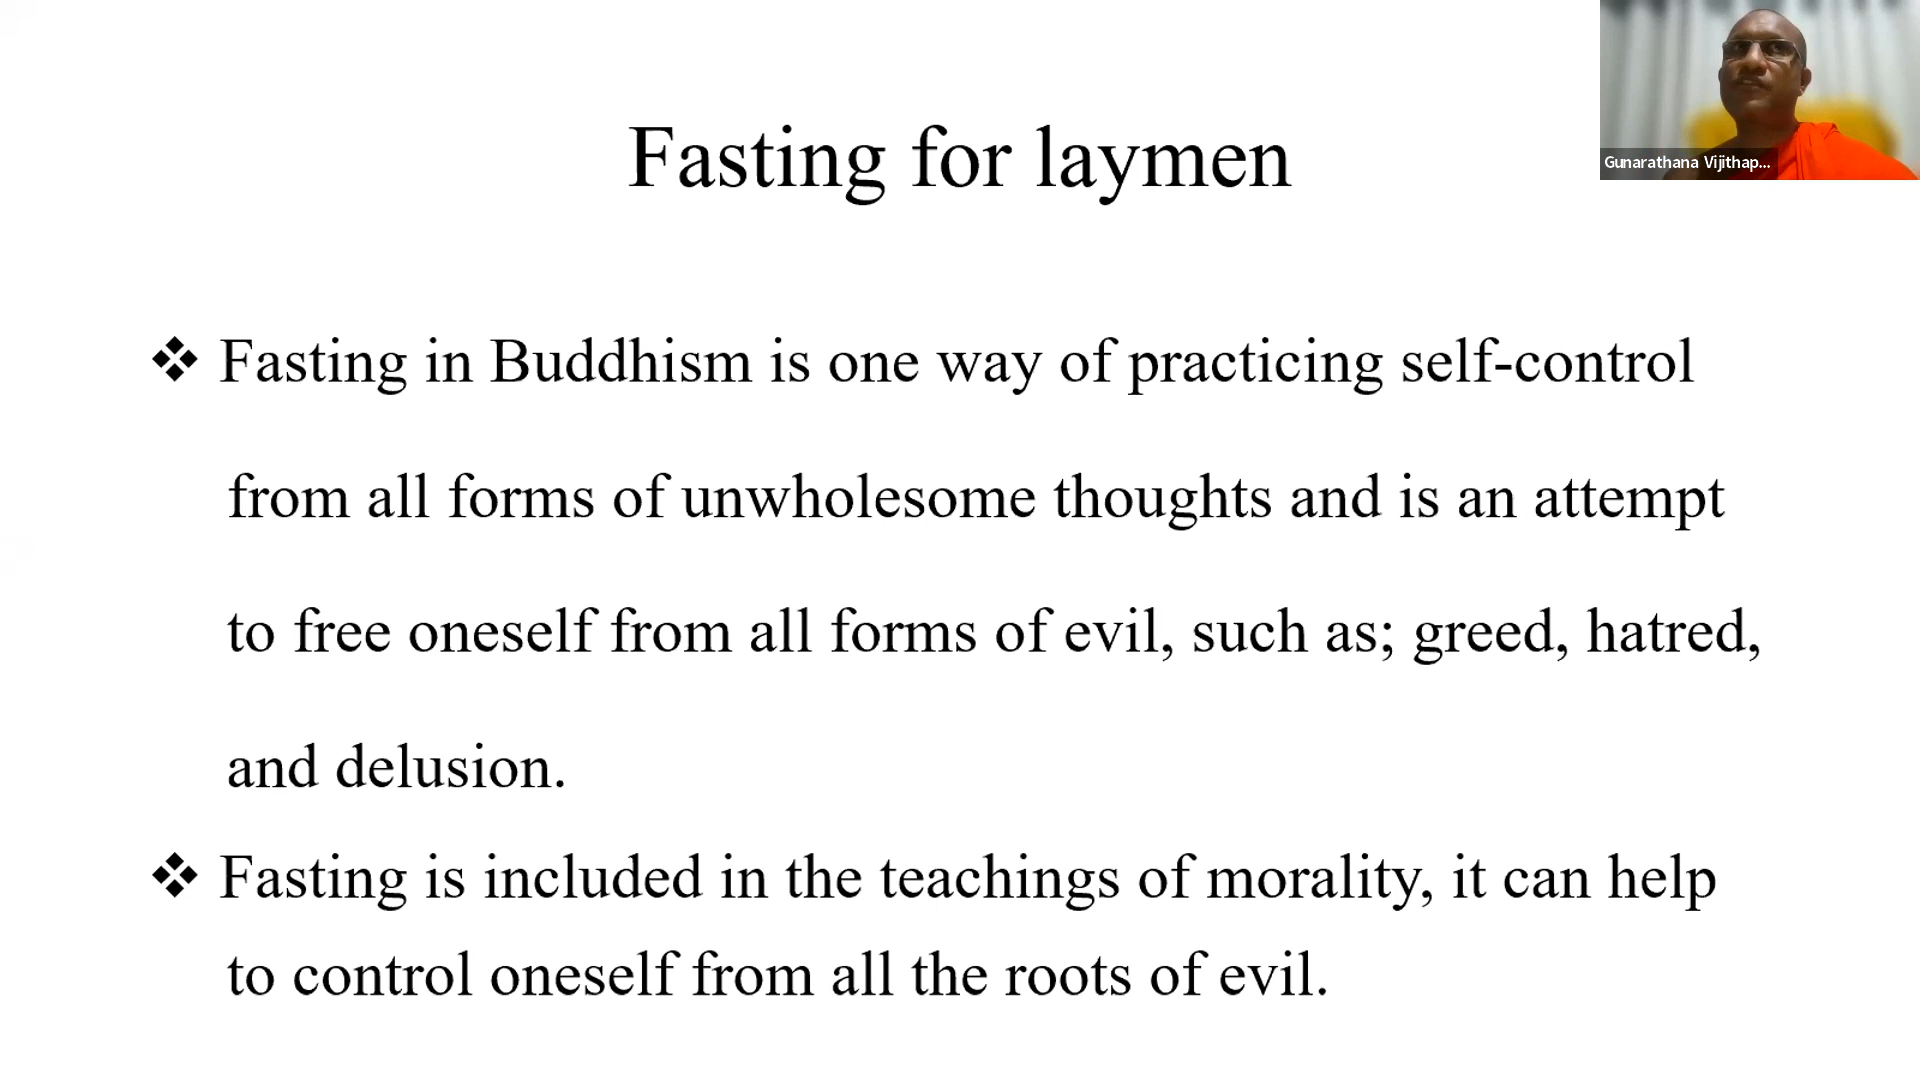 Fasting for laymen
Gunarathana Vijithap...
❖ Fasting in Buddhism is one way of practicing self-control
from all forms of unwholesome thoughts and is an attempt
to free oneself from all forms of evil, such as; greed, hatred,
and delusion.
❖ Fasting is included in the teachings of morality, it can help
to control oneself from all the roots of evil.